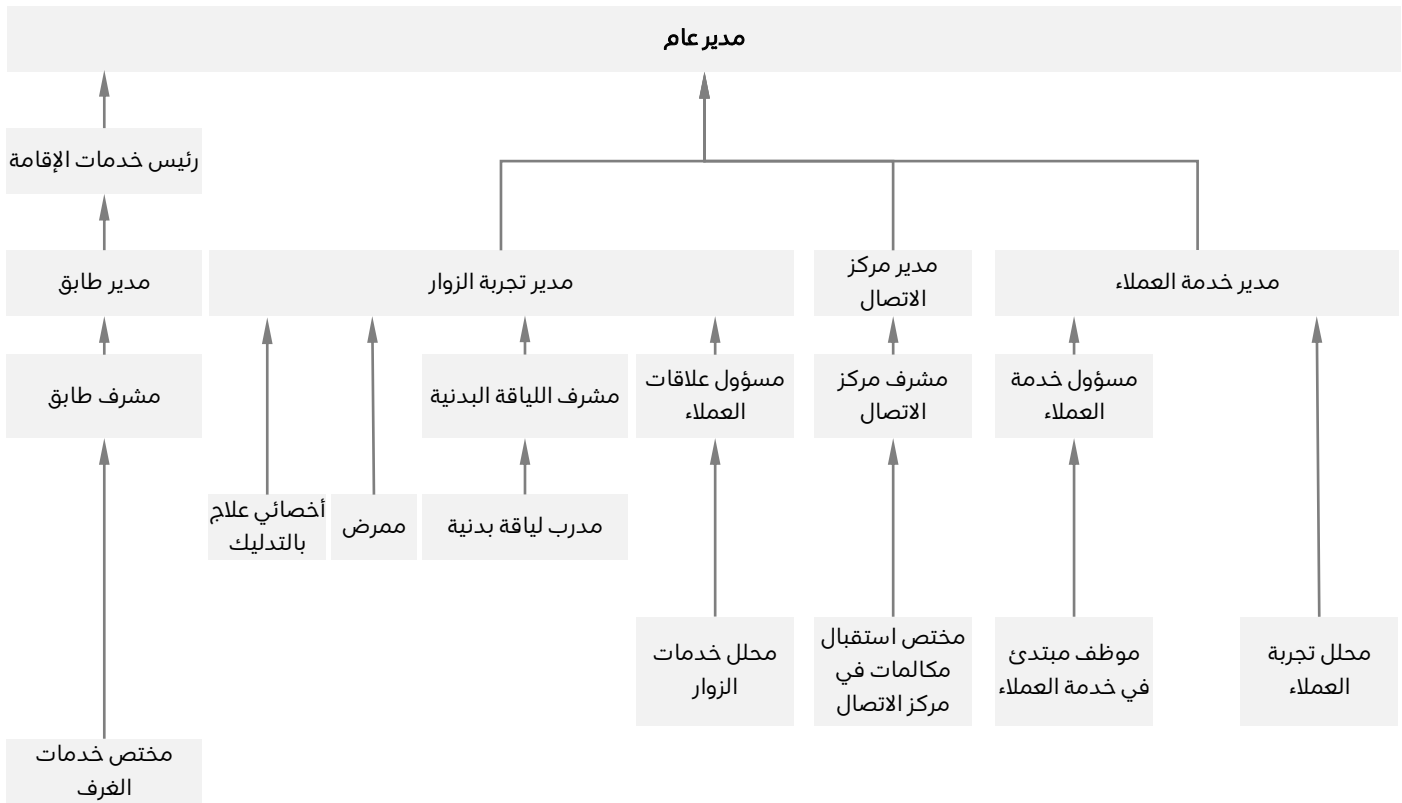 مدير عام
رئيس خدمات الإقامة
مدير خدمة العملاء
مدير مركز
الاتصال
مدير تجربة الزوار
مدير طابق
مسؤول خدمة
العملاء
مشرف مركز
الاتصال
مسؤول علاقات
العملاء
مشرف اللياقة البدنية
مشرف طابق
مدرب لياقة بدنية
ممرض
أخصائي علاج
بالتدليك
محلل تجربة
العملاء
موظف مبتدئ
في خدمة العملاء
مختص استقبال
مكالمات في
مركز الاتصال
محلل خدمات
الزوار
مختص خدمات
الغرف